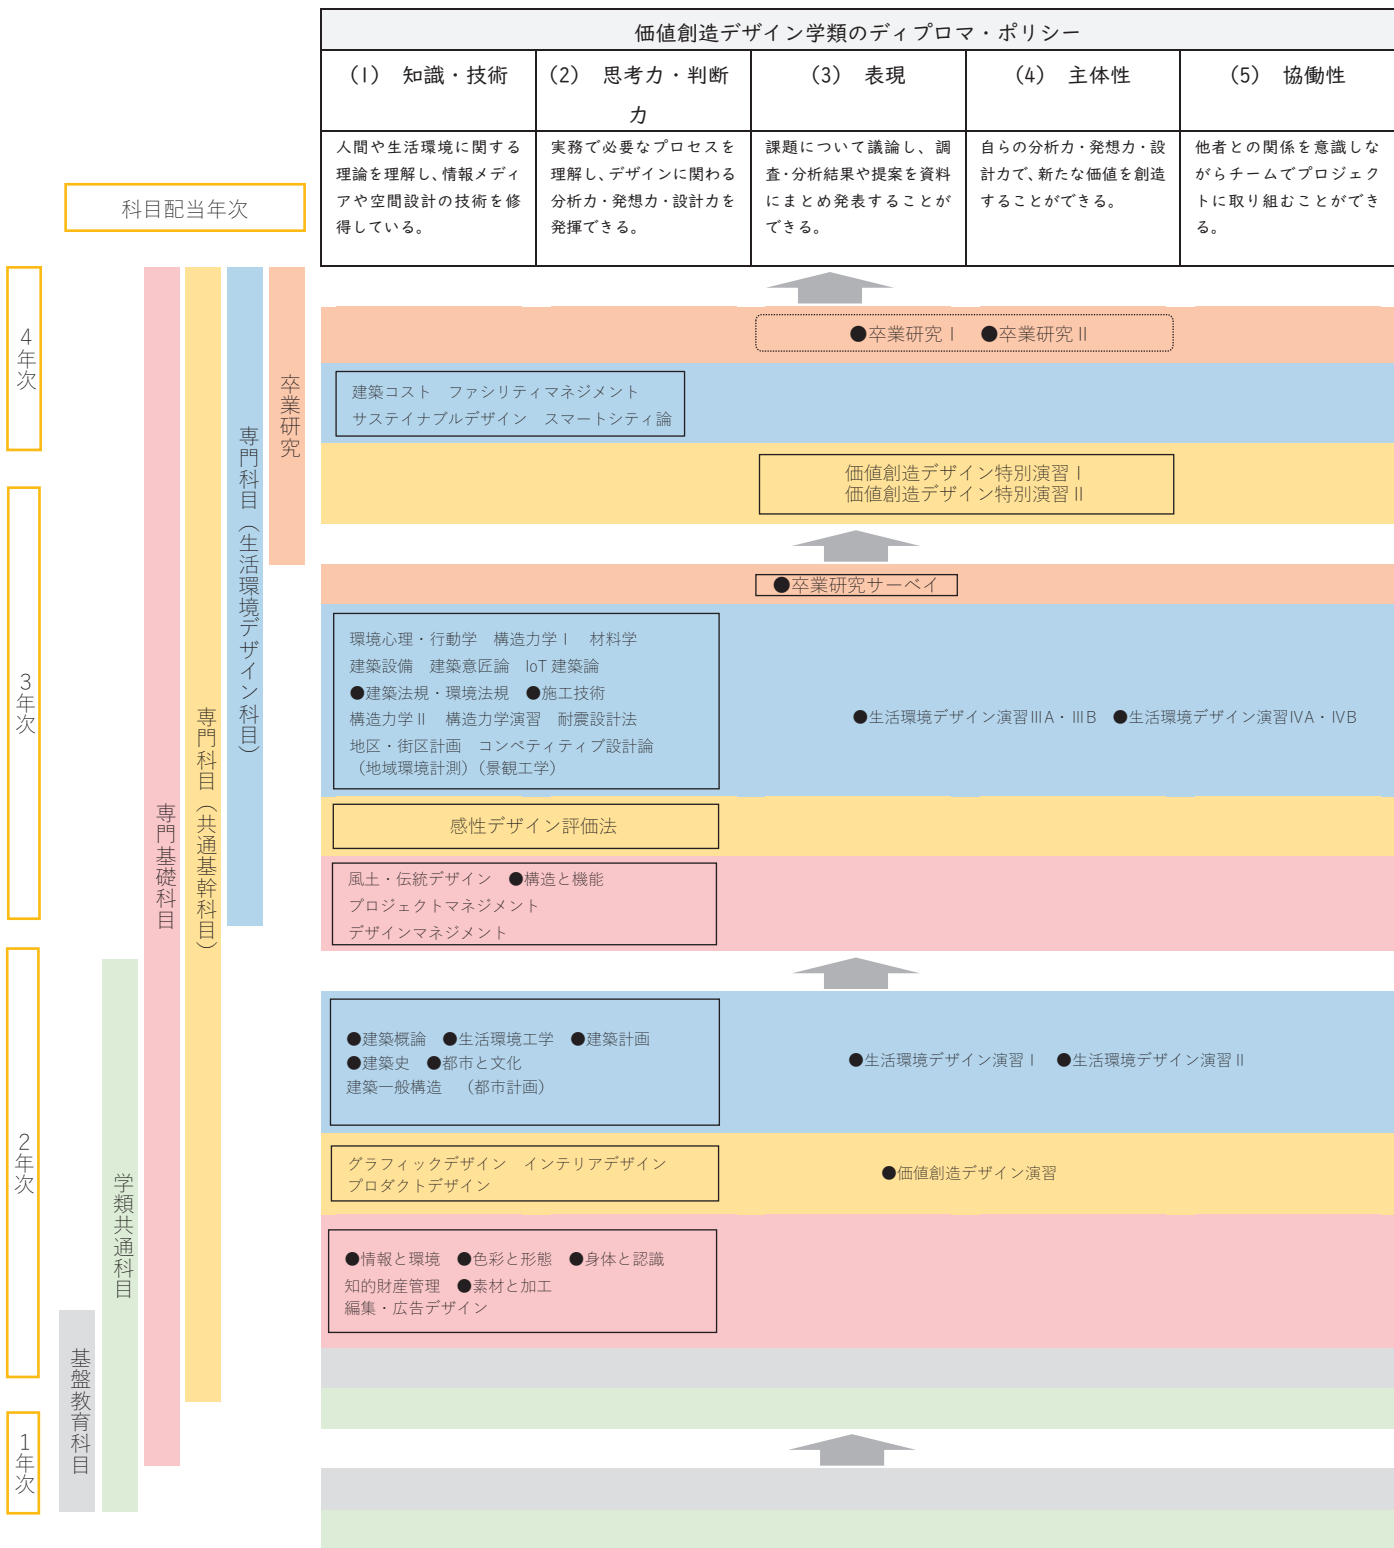 価値創造デザイン学類のディプロマ・ポリシー
(1) 知識・技術
(2) 思考力・判断
力
(3) 表現
(4) 主体性
(5) 協働性
人間や生活環境に関する
理論を理解し、情報メディ
アや空間設計の技術を修
得している。
実務で必要なプロセスを
理解し、デザインに関わる
分析力・発想力・設計力を
発揮できる。
課題について議論し、調
査・分析結果や提案を資料
にまとめ発表することが
できる。
自らの分析力・発想力・設
計力で、新たな価値を創造
することができる。
他者との関係を意識しな
がらチームでプロジェク
トに取り組むことができ
る。
科目配当年次
4年次
3年次
2年次
1年次
基盤教育科目
学類共通科目
専門基礎科目
専門科目（共通基幹科目）
専門科目（生活環境デザイン科目）
卒業研究
●卒業研究Ⅰ ●卒業研究Ⅱ
建築コスト ファシリティマネジメント
サステイナブルデザイン スマートシティ論
価値創造デザイン特別演習Ⅰ
価値創造デザイン特別演習Ⅱ
●卒業研究サーベイ
環境心理・行動学 構造力学Ⅰ 材料学
建築設備 建築意匠論 IoT 建築論
●建築法規・環境法規 ●施工技術
構造力学Ⅱ 構造力学演習 耐震設計法
地区・街区計画 コンペティティブ設計論
（地域環境計測）（景観工学）
●生活環境デザイン演習ⅢA・ⅢB ●生活環境デザイン演習ⅣA・ⅣB
感性デザイン評価法
風土・伝統デザイン ●構造と機能
プロジェクトマネジメント
デザインマネジメント
●建築概論 ●生活環境工学 ●建築計画
●建築史 ●都市と文化
建築一般構造 （都市計画）
●生活環境デザイン演習Ⅰ ●生活環境デザイン演習Ⅱ
グラフィックデザイン インテリアデザイン
プロダクトデザイン
●価値創造デザイン演習
●情報と環境 ●色彩と形態 ●身体と認識
知的財産管理 ●素材と加工
編集・広告デザイン